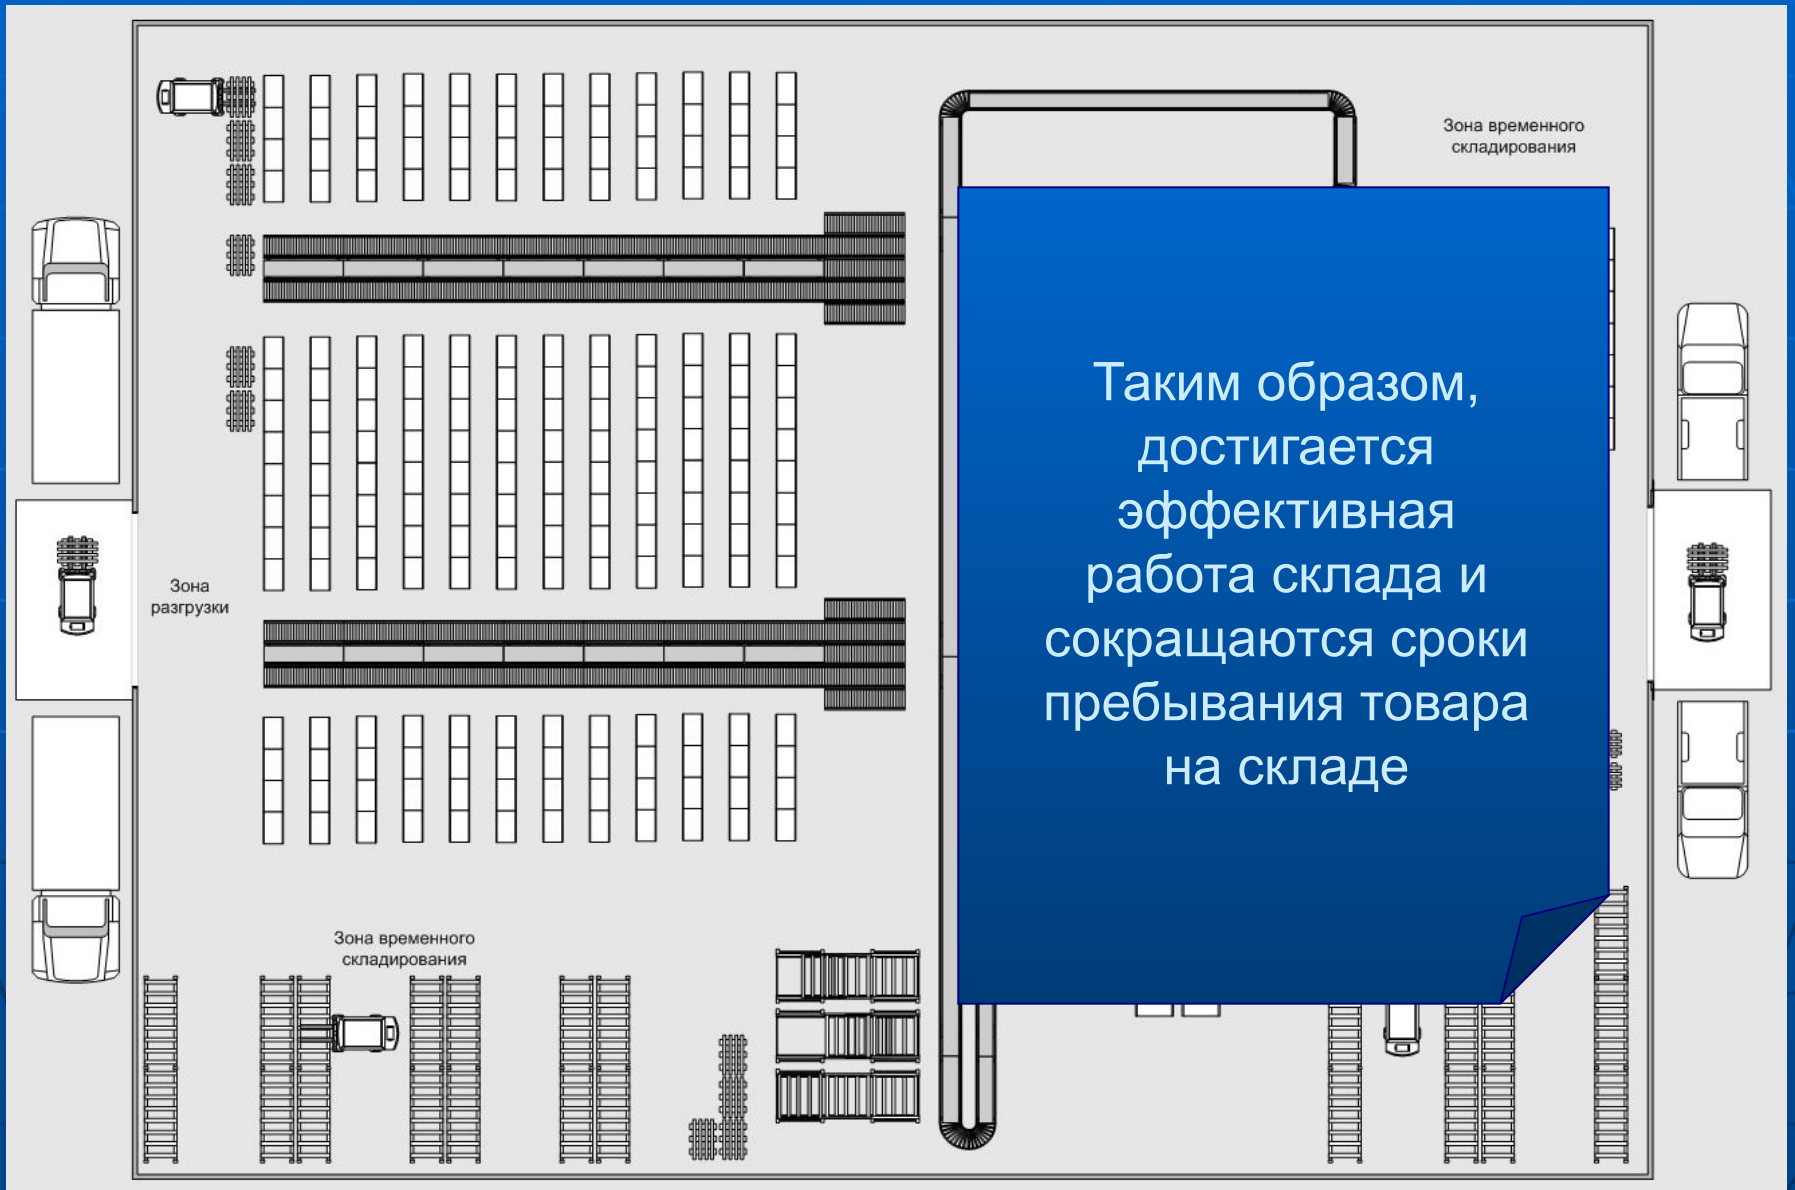 Зона временного
складирования
Таким образом,
достигается
эффективная
работа склада и
сокращаются сроки
пребывания товара
на складе
Зона
разгрузки
Зона временного
складирования